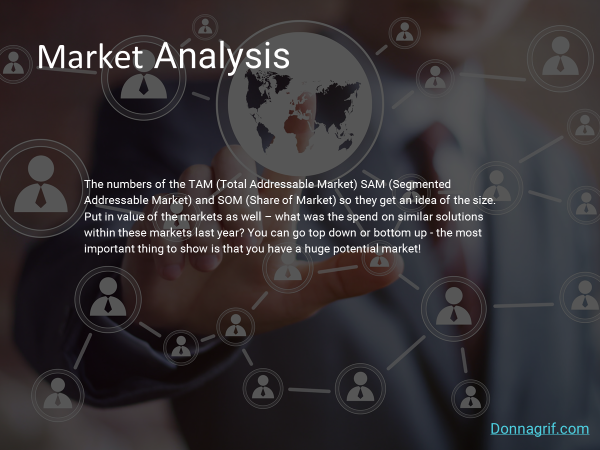 Market Analysis
The numbers of the TAM (Total Addressable Market) SAM (Segmented
Addressable Market) and SOM (Share of Market) so they get an idea of the size.
Put in value of the markets as well – what was the spend on similar solutions
within these markets last year? You can go top down or bottom up - the most
important thing to show is that you have a huge potential market!
Donnagrif.com